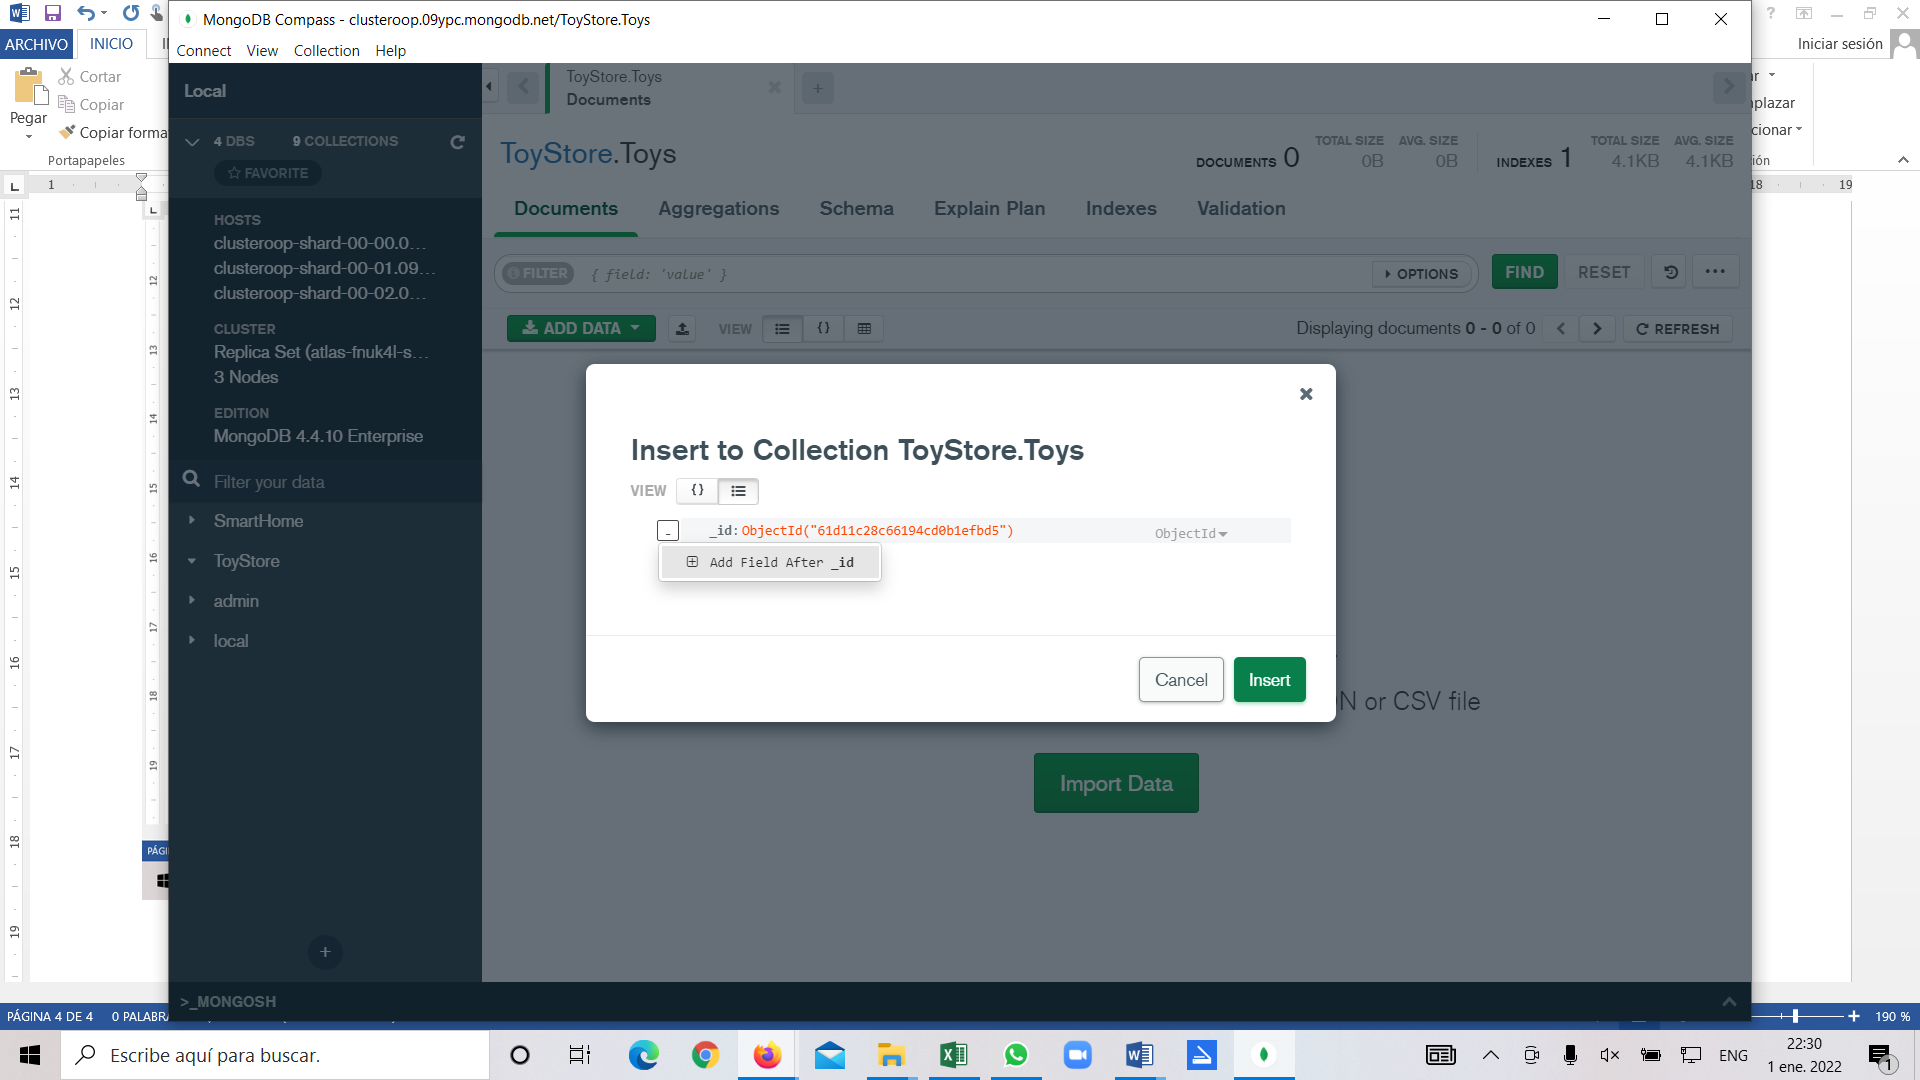 MongoDB Compass - clusteroop.09ypc.mongodb.net/ToyStore.Toys
ARCHIVO
INICIO
Iniciar sesión
Connect
View
Collection
Help
Cortar
Copiar
Copiar forma
Pegar
Portapapeles
Local
ToyStore.Toys
Documents
4 DBS
9 COLLECTIONS
FAVORITE
ToyStore.Toys
DOCUMENTS 0
TOTAL SIZE
0B
AVG. SIZE
0B
INDEXES 1
TOTAL SIZE
4.1KB
AVG. SIZE
4.1KB
Documents
Aggregations
Schema
Explain Plan
Indexes
Validation
HOSTS
clusteroop-shard-00-00.0...
clusteroop-shard-00-01.09...
clusteroop-shard-00-02.0...
CLUSTER
Replica Set (atlas-fnuk4l-s...
3 Nodes
EDITION
MongoDB 4.4.10 Enterprise
FILTER
{ field: 'value' }
OPTIONS
FIND
RESET
ADD DATA
VIEW
{}
Displaying documents 0 - 0 of 0
REFRESH
Filter your data
SmartHome
ToyStore
admin
local
Insert to Collection ToyStore.Toys
VIEW
{}
_id: ObjectId("61d11c28c66194cd0b1efbd5")
ObjectId
Add Field After _id
Cancel
Insert
N or CSV file
Import Data
>_MONGOSH
PÁGINA 4 DE 4
0 PALABRA
190 %
Escribe aquí para buscar.
ENG
22:30
1 ene. 2022
1